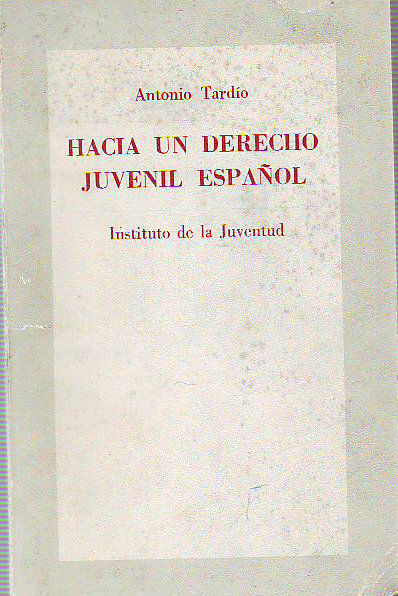 Antonio Tardío
HACIA UN DERECHO
JUVENIL ESPAÑOL
Instituto de la Juventud